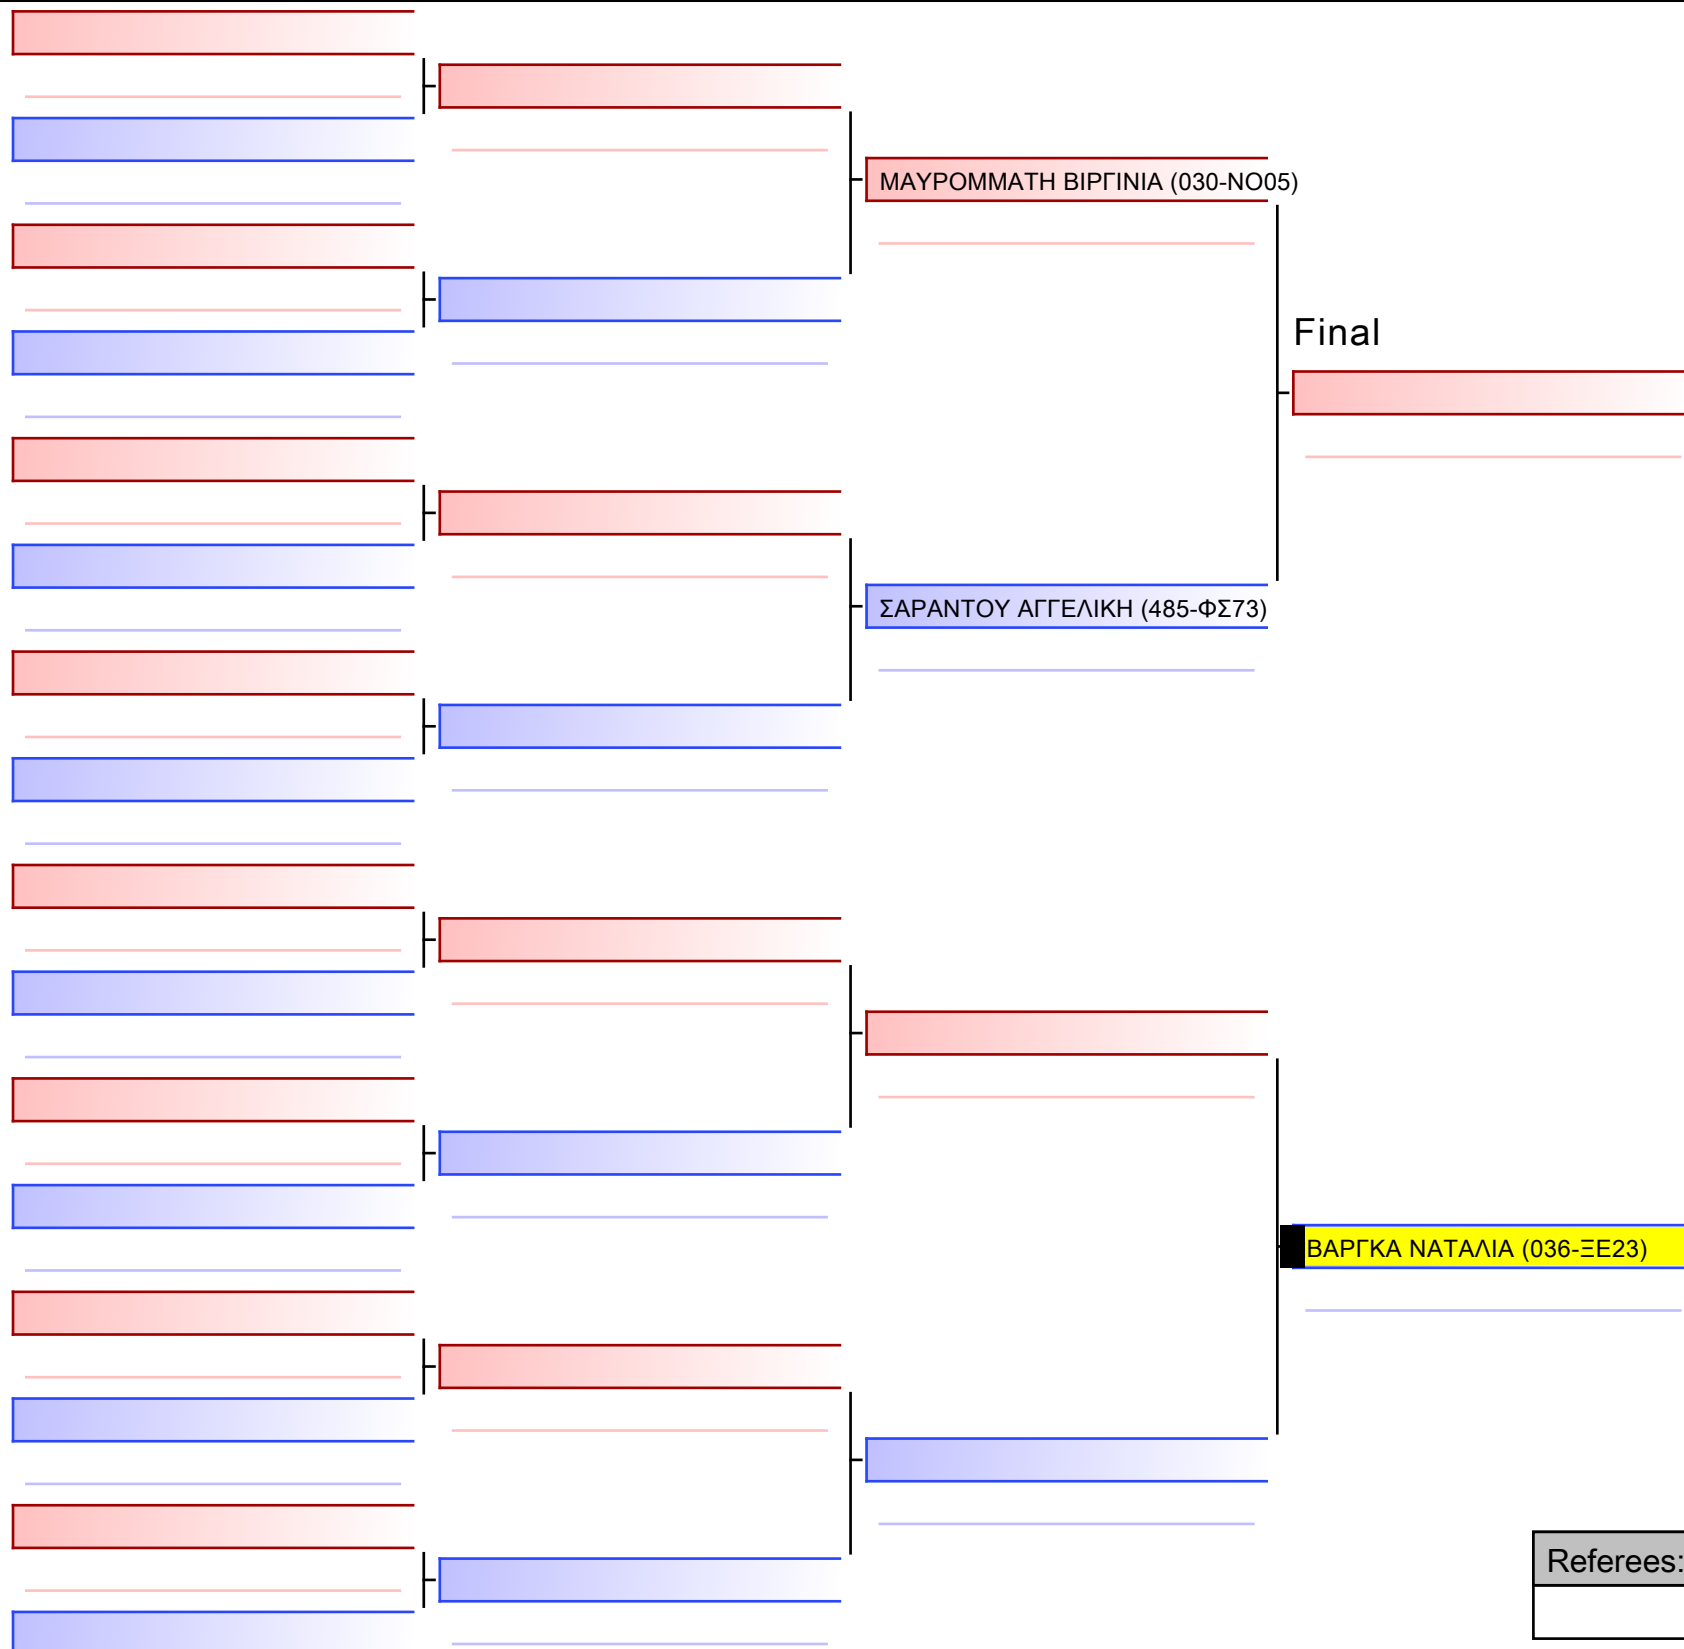 ΜΑΥΡΟΜΜΑΤΗ ΒΙΡΓΙΝΙΑ (030-ΝΟ05)
Final
ΣΑΡΑΝΤΟΥ ΑΓΓΕΛΙΚΗ (485-ΦΣ73)
ΒΑΡΓΚΑ ΝΑΤΑΛΙΑ (036-ΞΕ23)
Referees: